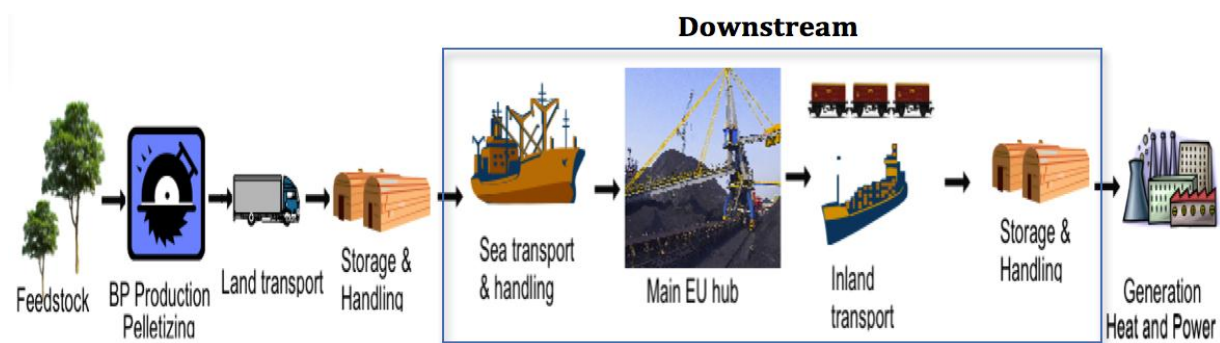 Downstream
Feedstock
BP Production
Pelletizing
Land transport
Storage &
Handling
Sea transport
& handling
Main EU hub
Inland
transport
Storage &
Handling
Generation
Heat and Power